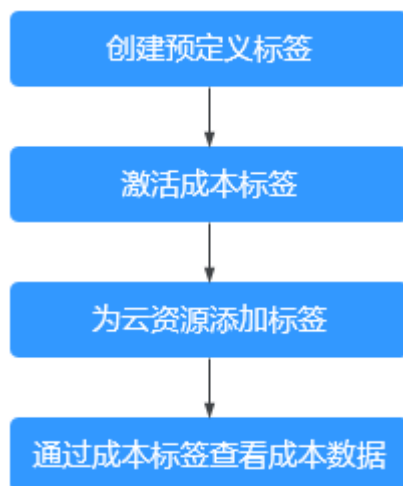 创建预定义标签
激活成本标签
为云资源添加标签
通过成本标签查看成本数据